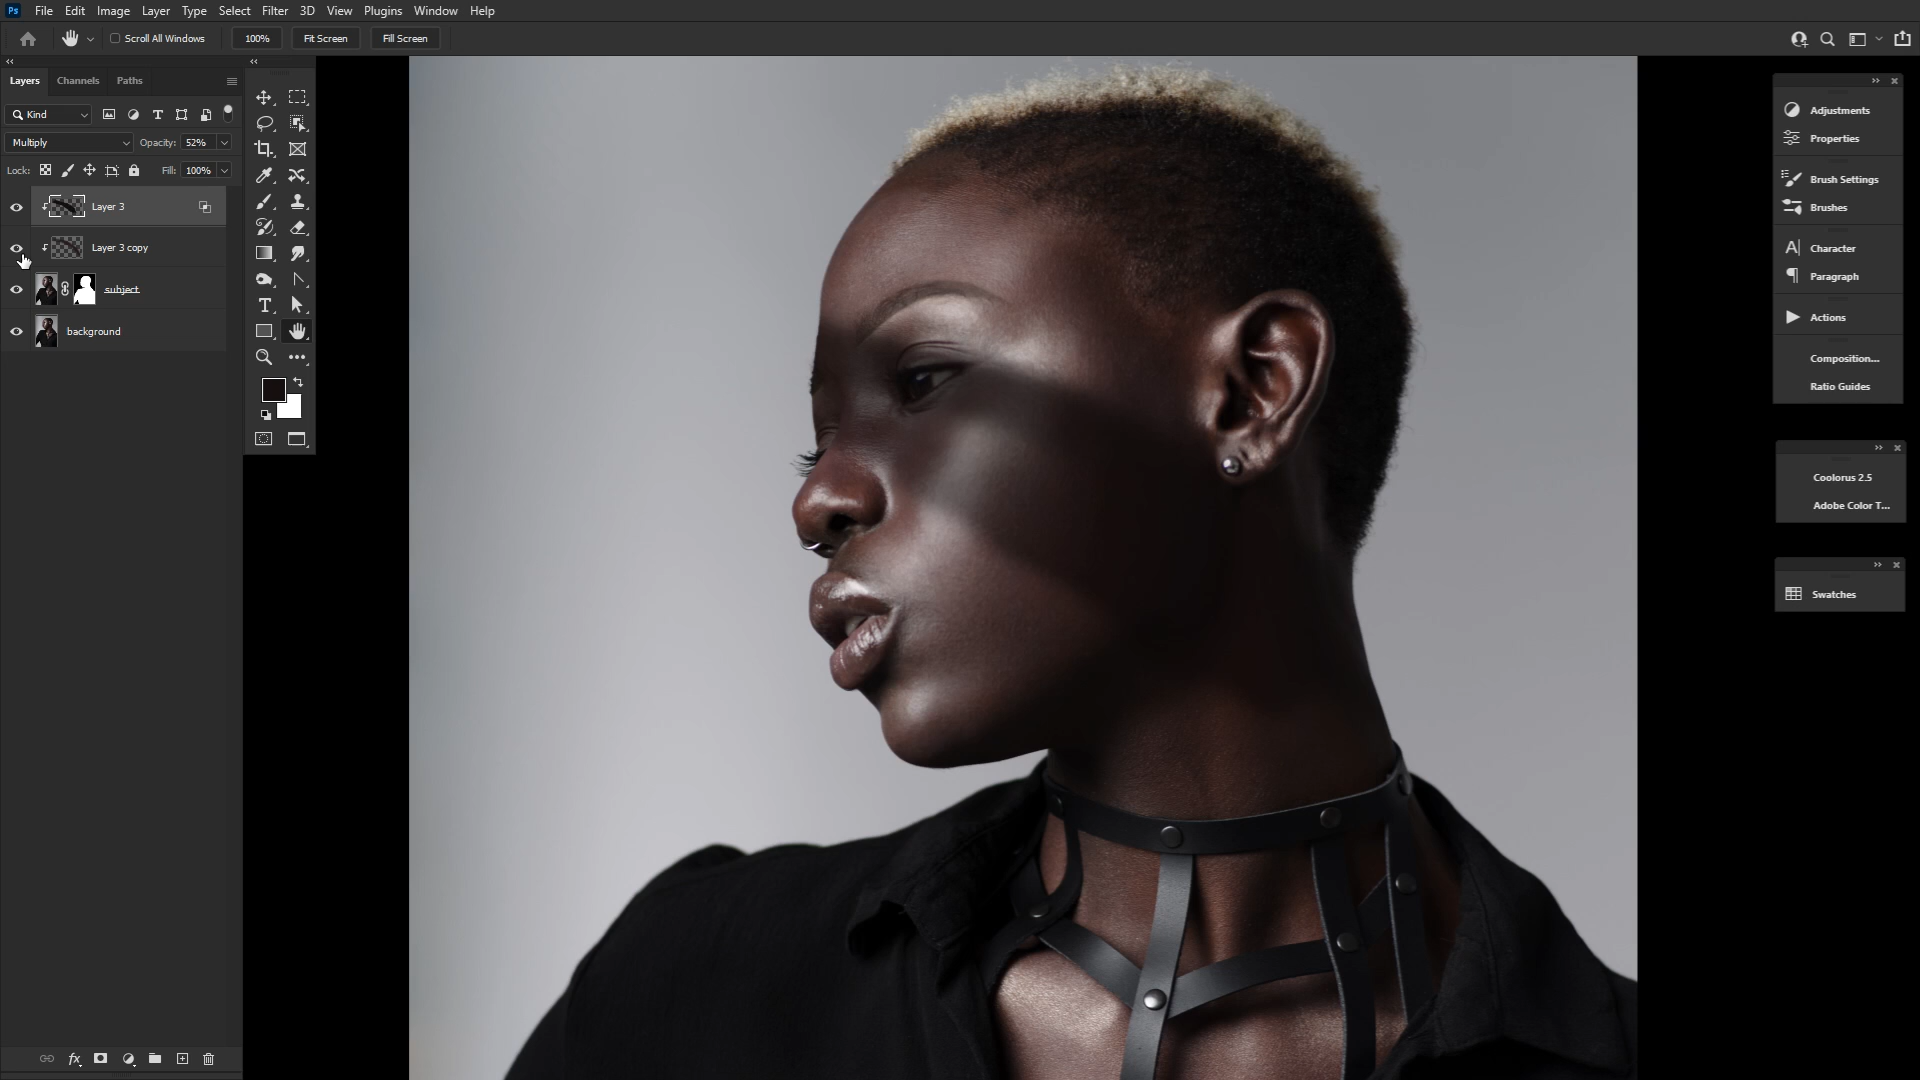 Ps File Edit Image Layer Type Select Filter 3D View Plugins Window Help
Scroll All Windows 100% Fit Screen Fill Screen
Layers Channels Paths
Kind
Multiply Opacity: 52%
Lock: Fill: 100%
Layer 3
Layer 3 copy
subject
background
fx
Adjustments
Properties
Brush Settings
Brushes
Character
Paragraph
Actions
Composition...
Ratio Guides
Coolorus 2.5
Adobe Color T...
Swatches